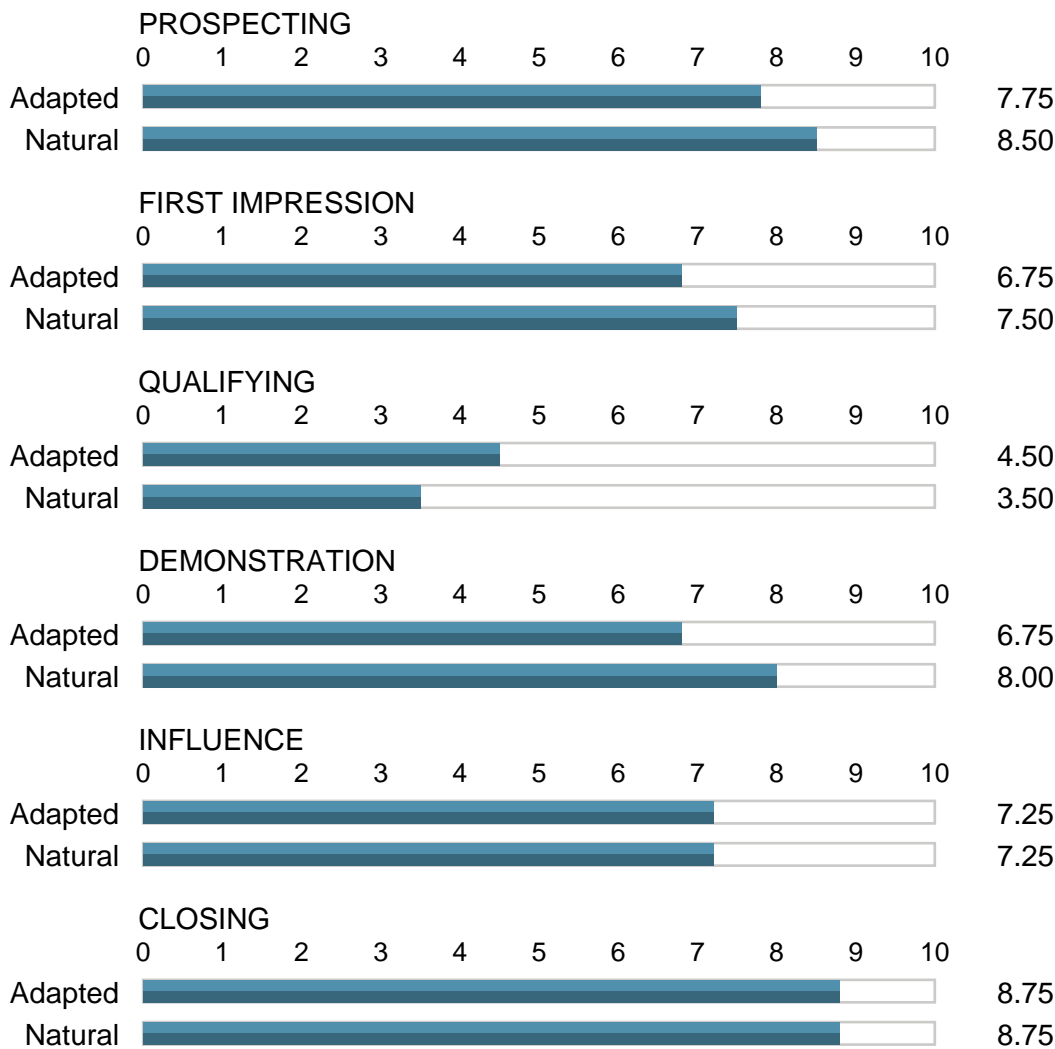 PROSPECTING
0 1 2 3 4 5 6 7 8 9 10
Adapted 7.75
Natural 8.50
FIRST IMPRESSION
0 1 2 3 4 5 6 7 8 9 10
Adapted 6.75
Natural 7.50
QUALIFYING
0 1 2 3 4 5 6 7 8 9 10
Adapted 4.50
Natural 3.50
DEMONSTRATION
0 1 2 3 4 5 6 7 8 9 10
Adapted 6.75
Natural 8.00
INFLUENCE
0 1 2 3 4 5 6 7 8 9 10
Adapted 7.25
Natural 7.25
CLOSING
0 1 2 3 4 5 6 7 8 9 10
Adapted 8.75
Natural 8.75